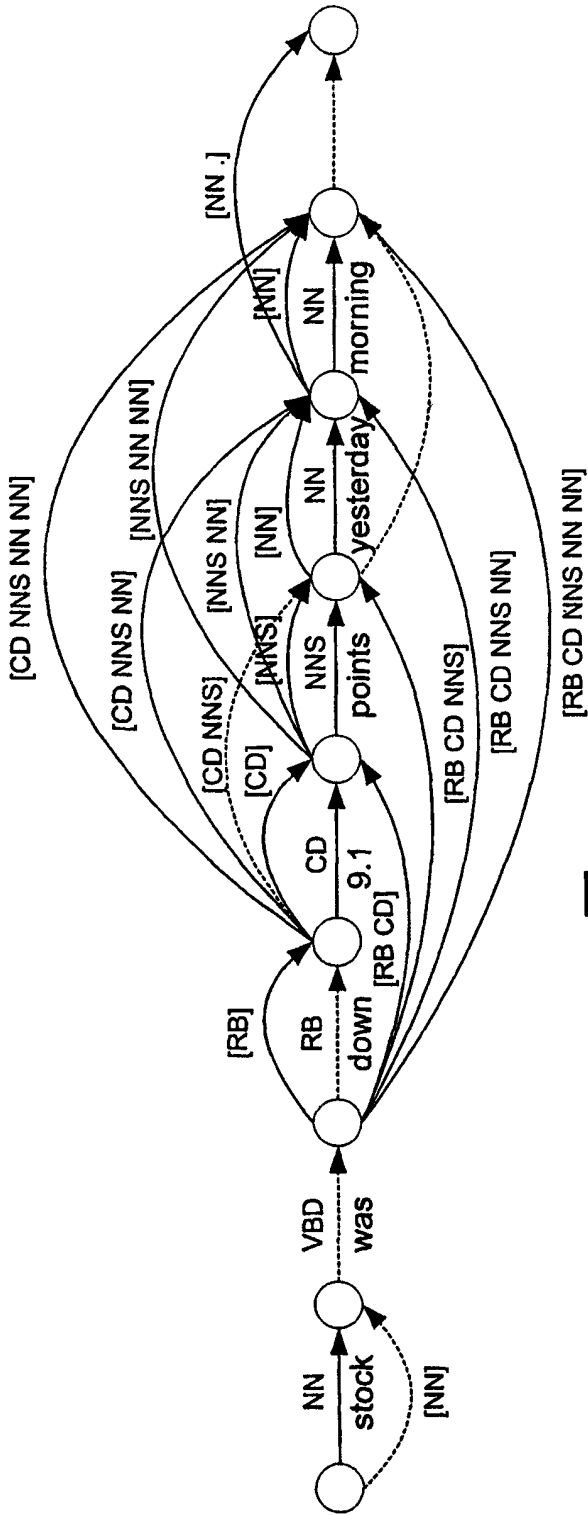 [CD NNS NN NN]
[CD NNS NN]
[NNS NN NN]
[NN .]
[NNS NN]
[CD NNS]
[NNS]
[NN]
[NN]
[RB]
[CD]
NN
VBD
RB
CD
NNS
NN
NN
stock
was
down
9.1
points
yesterday
morning
[NN]
[RB CD]
[RB CD NNS]
[RB CD NNS NN]
[RB CD NNS NN NN]